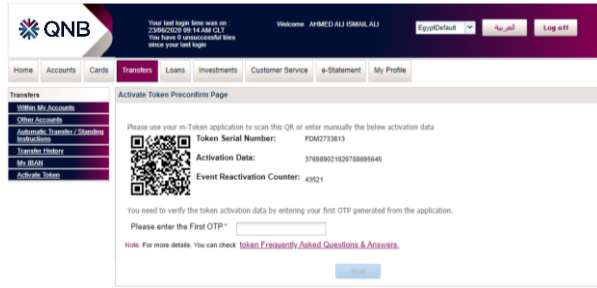 QNB
Your last login time was on :
23/06/2020 09:14 AM CLT
You have 0 unsuccessful tries
since your last login
Welcome AHMED ALI ISMAIL ALI
EgyptDefault
العربية
Log off
Home Accounts Cards Transfers Loans Investments Customer Service e-Statement My Profile
Transfers
Within My Accounts
Other Accounts
Automatic Transfer / Standing
Instructions
Transfer History
My IBAN
Activate Token
Activate Token Preconfirm Page
Please use your m-Token application to scan this QR or enter manually the below activation data
Token Serial Number: FDM2733813
Activation Data: 376989021820788695645
Event Reactivation Counter: 43521
You need to verify the token activation data by entering your first OTP generated from the application.
Please enter the First OTP:*
Note: For more details, You can check token Frequently Asked Questions & Answers.